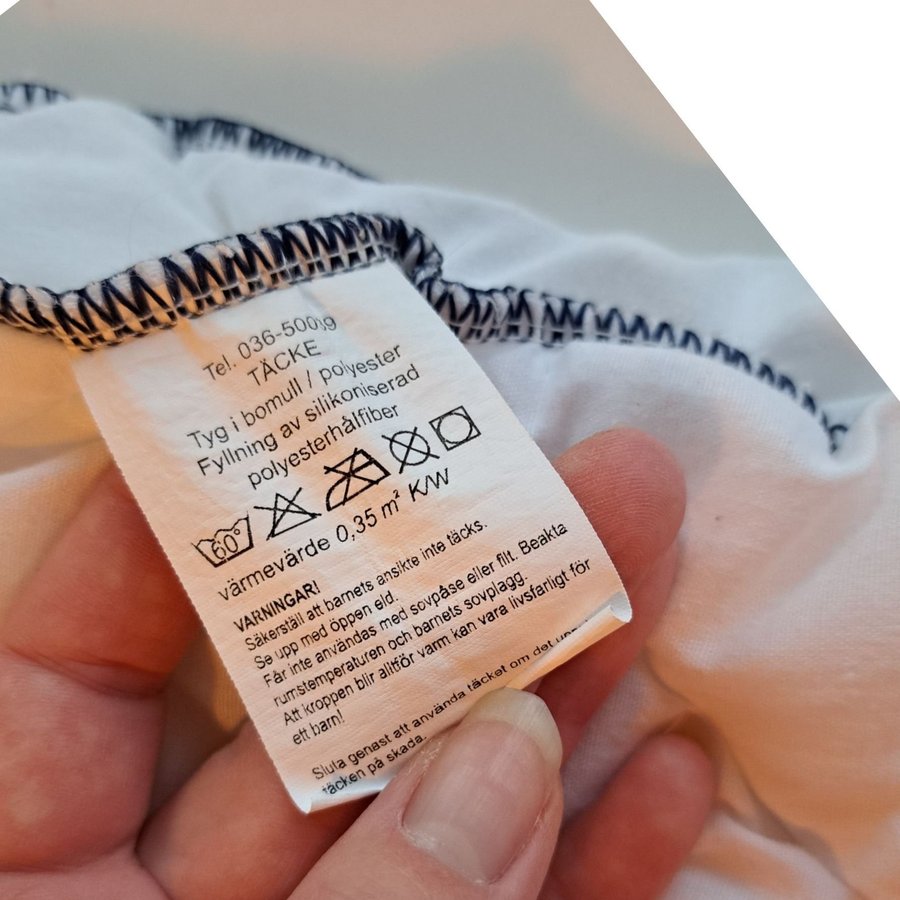 Tel. 036-500
TÄCKE
Tyg i bomull / polyester
Fyllning av silikoniserad
polyesterhålfiber
60°
värmevärde 0,35 m² K/W
VARNINGAR!
Säkerställ att barnets ansikte inte täcks.
Se upp med öppen eld.
Får inte användas med sovpåse eller filt. Beakta
rumstemperaturen och barnets sovplagg.
Att kroppen blir alltför varm kan vara livsfarligt för
ett barn!
Sluta genast att använda täcket om det
täcken på skada.